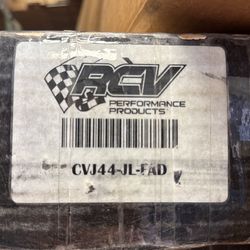 RCV
PERFORMANCE
PRODUCTS
CVJ44-JL-FAD